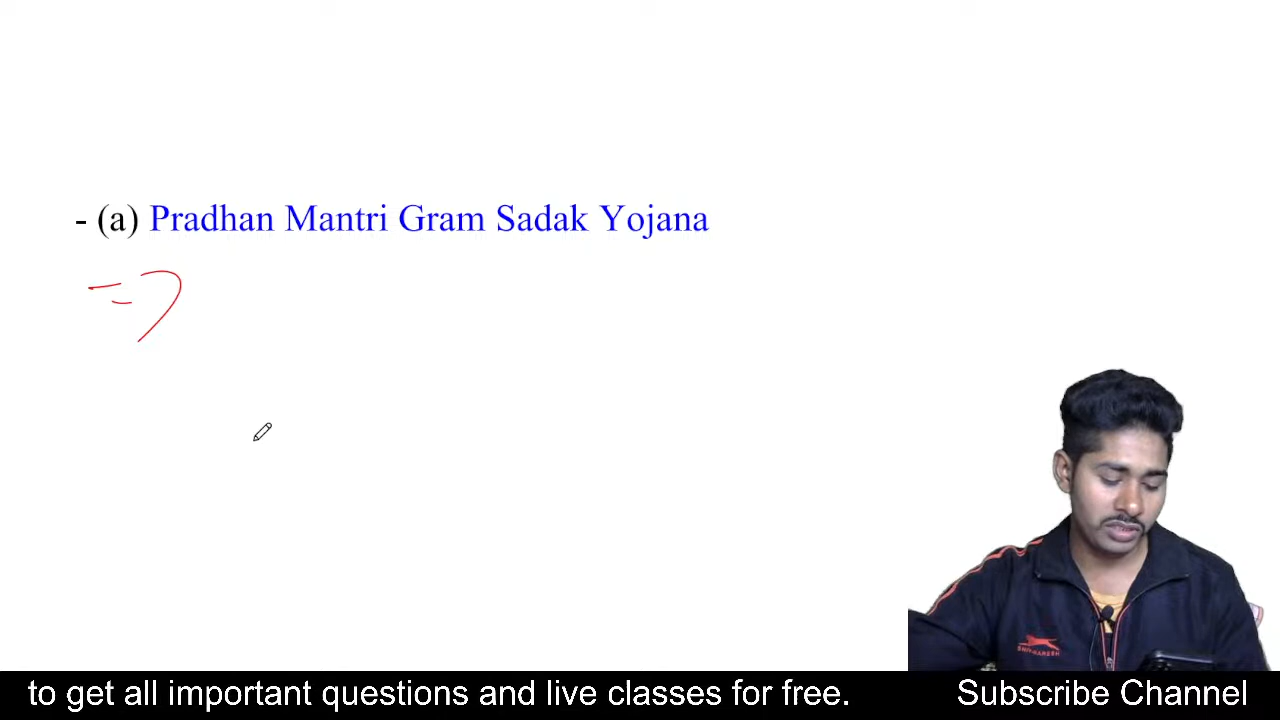 - (a) Pradhan Mantri Gram Sadak Yojana
=>
to get all important questions and live classes for free. Subscribe Channel